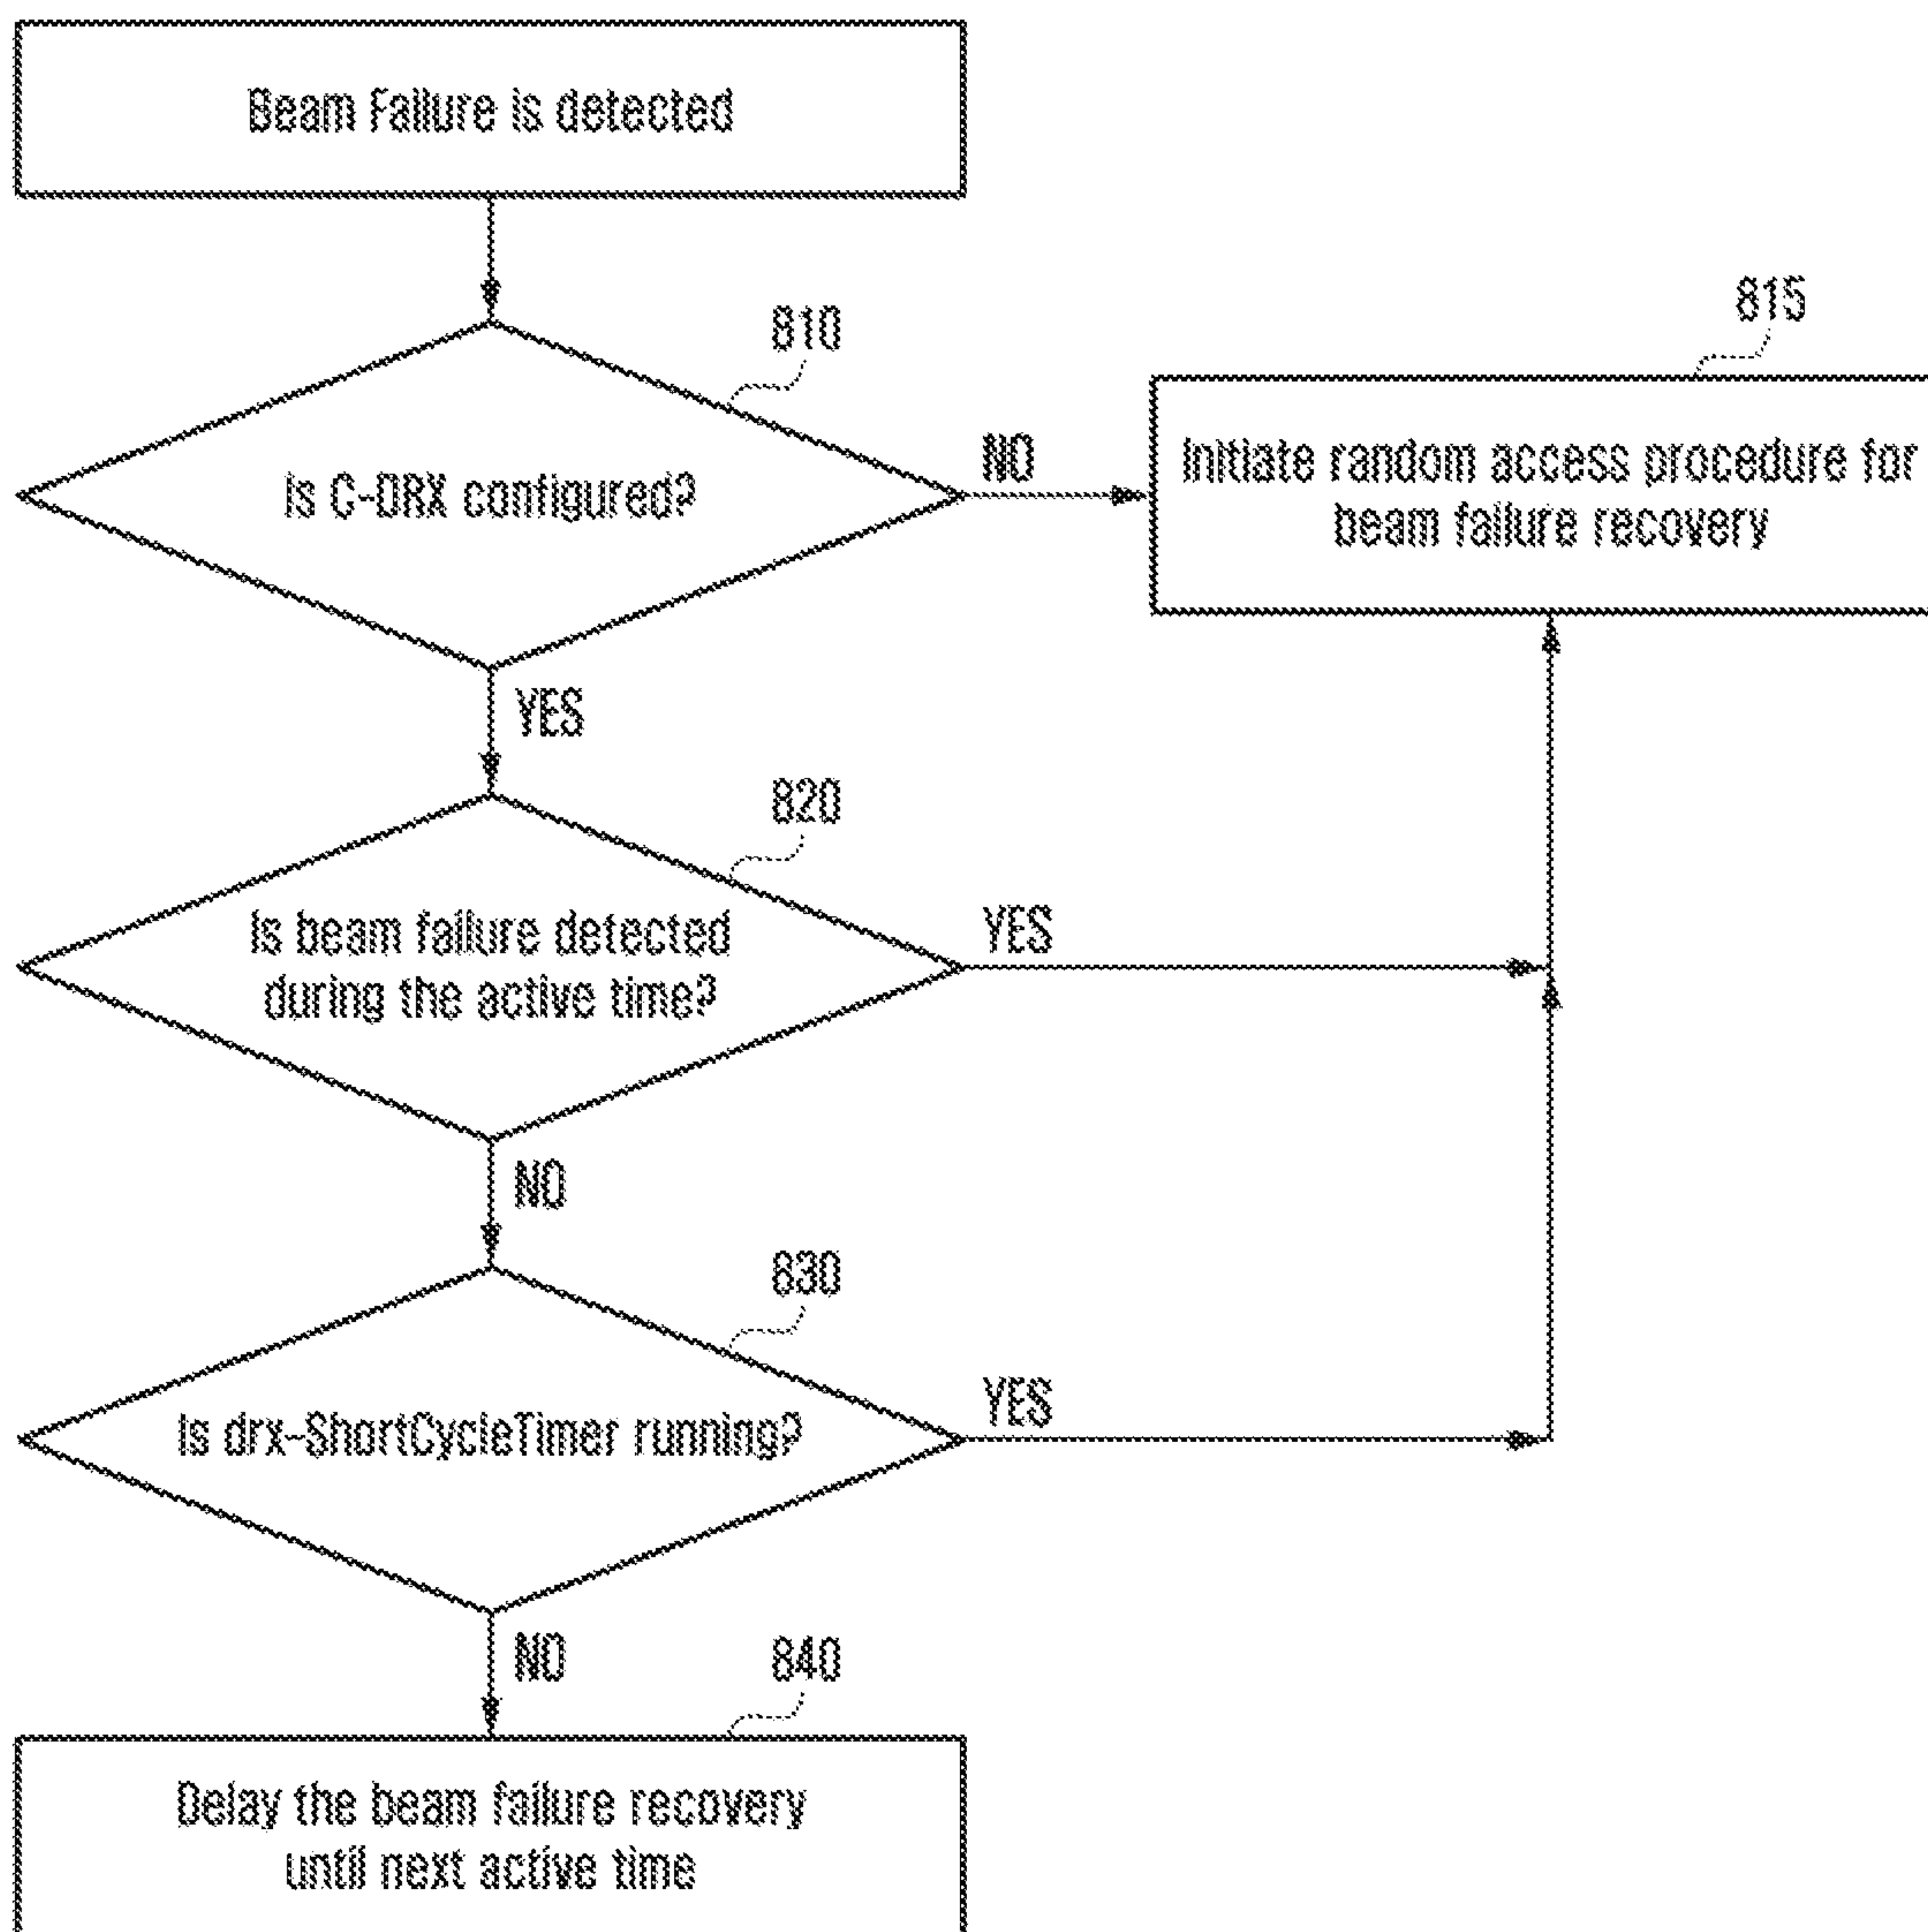 Beam Failure is detected
810
815
Is C-DRX configured?
NO
Initiate random access procedure for
beam failure recovery
YES
820
Is beam failure detected
during the active time?
YES
NO
830
Is drx-ShortCycleTimer running?
YES
NO
840
Delay the beam failure recovery
until next active time